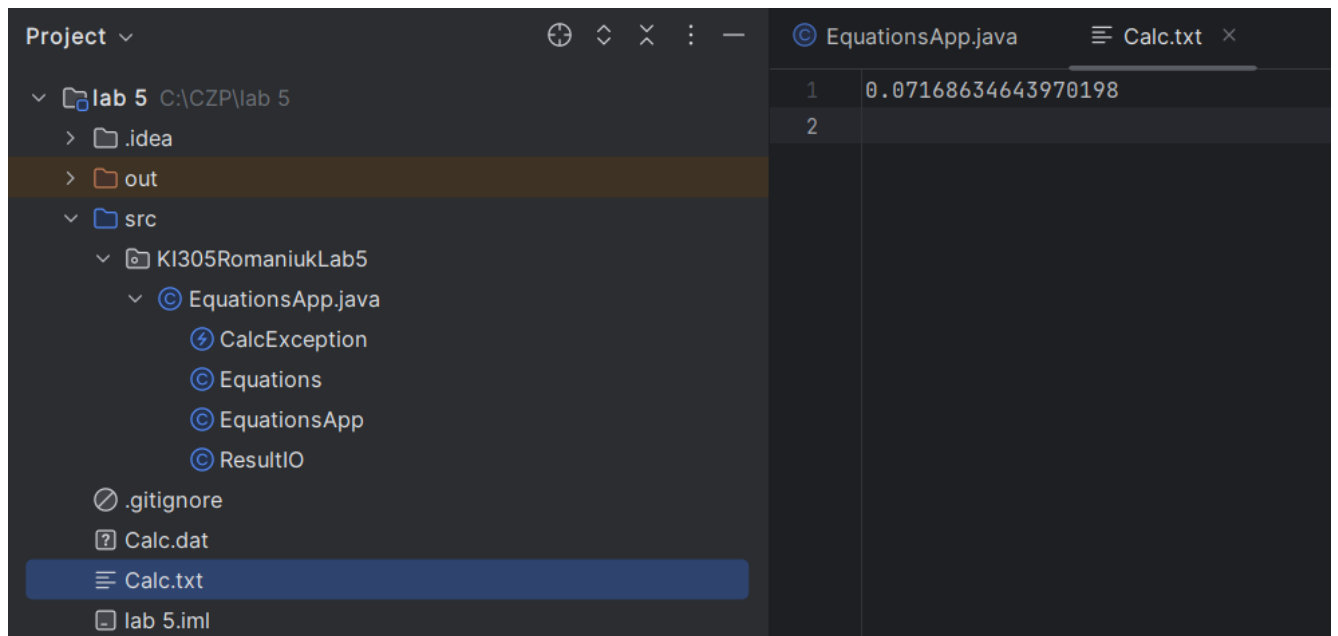 Project
lab 5 C:\CZP\lab 5
.idea
out
src
KI305RomaniukLab5
EquationsApp.java
CalcException
Equations
EquationsApp
ResultIO
.gitignore
Calc.dat
Calc.txt
lab 5.iml
EquationsApp.java Calc.txt
1 0.07168634643970198
2